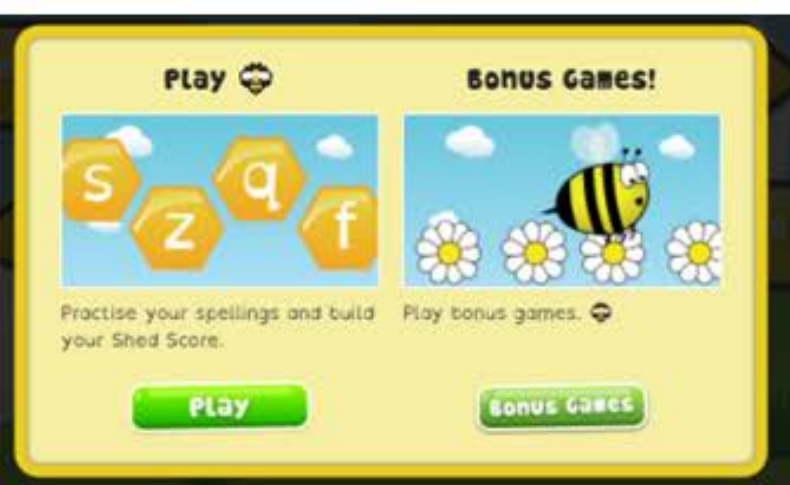 Play
Bonus Games!
s z q f
Practise your spellings and build
your Shed Score.
Play bonus games.
Play
Bonus Games